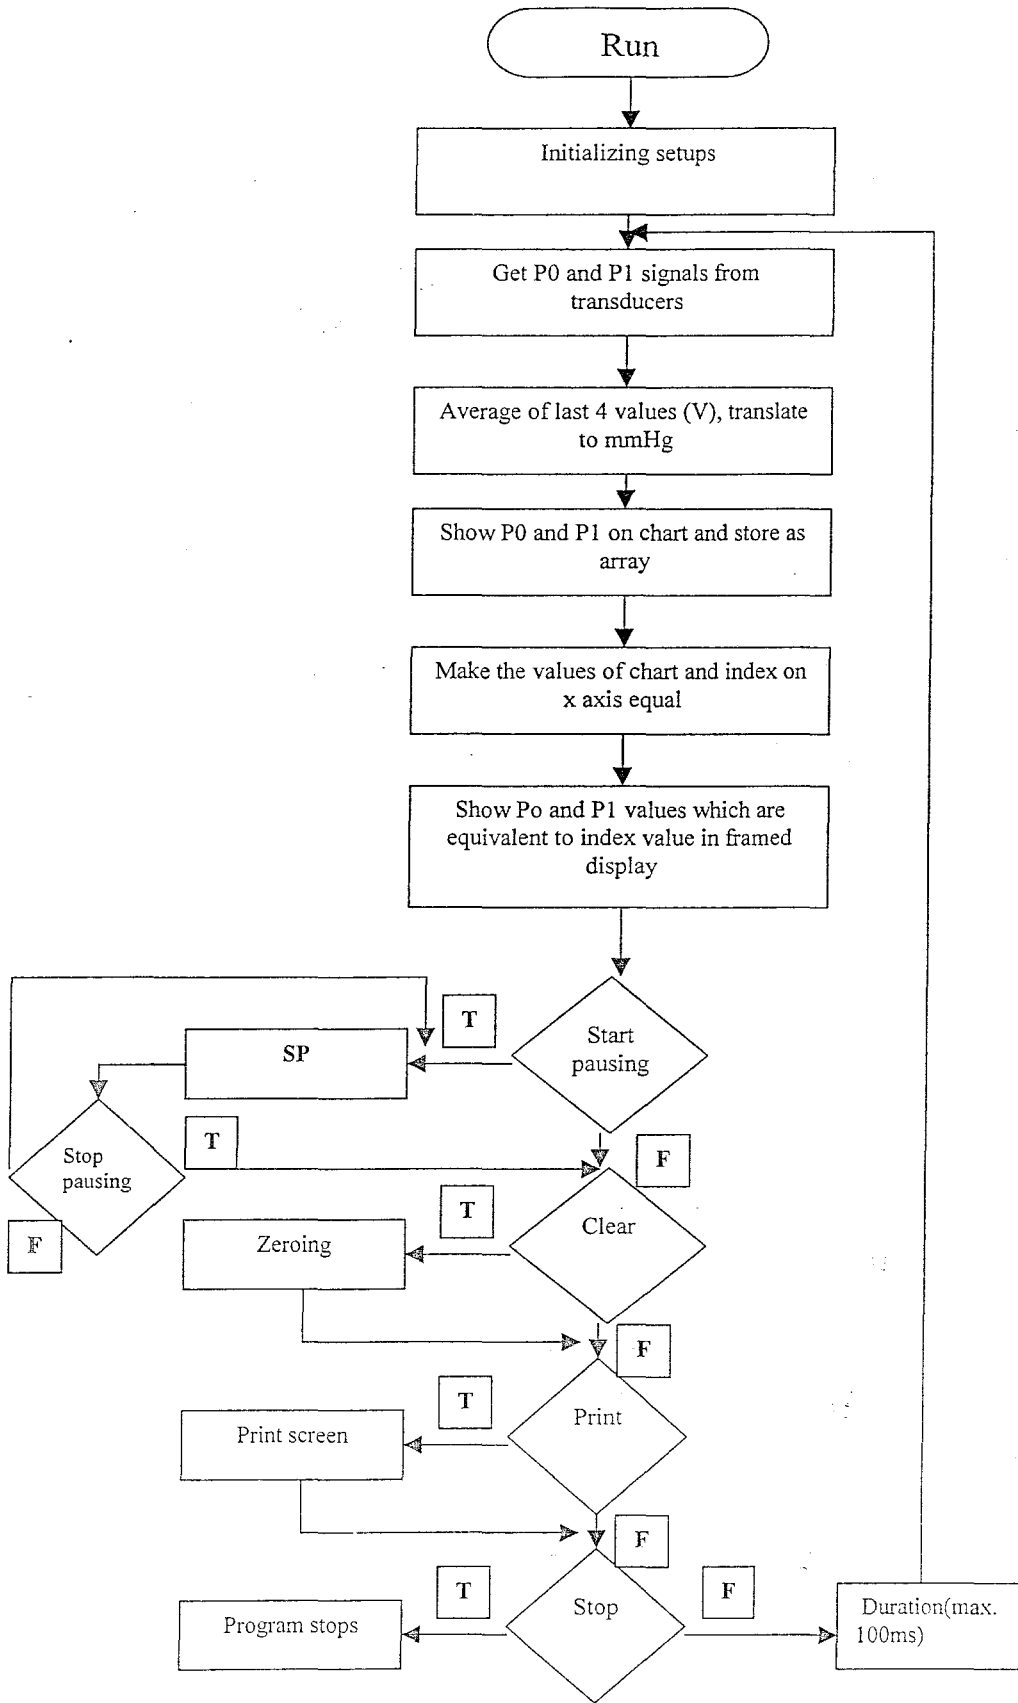 Run
Initializing setups
Get P0 and P1 signals from
transducers
Average of last 4 values (V), translate
to mmHg
Show P0 and P1 on chart and store as
array
Make the values of chart and index on
x axis equal
Show Po and P1 values which are
equivalent to index value in framed
display
T
Start
pausing
SP
T
Stop
pausing
F
F
T
Clear
Zeroing
F
T
Print
Print screen
F
T
Stop
F
Program stops
Duration(max.
100ms)